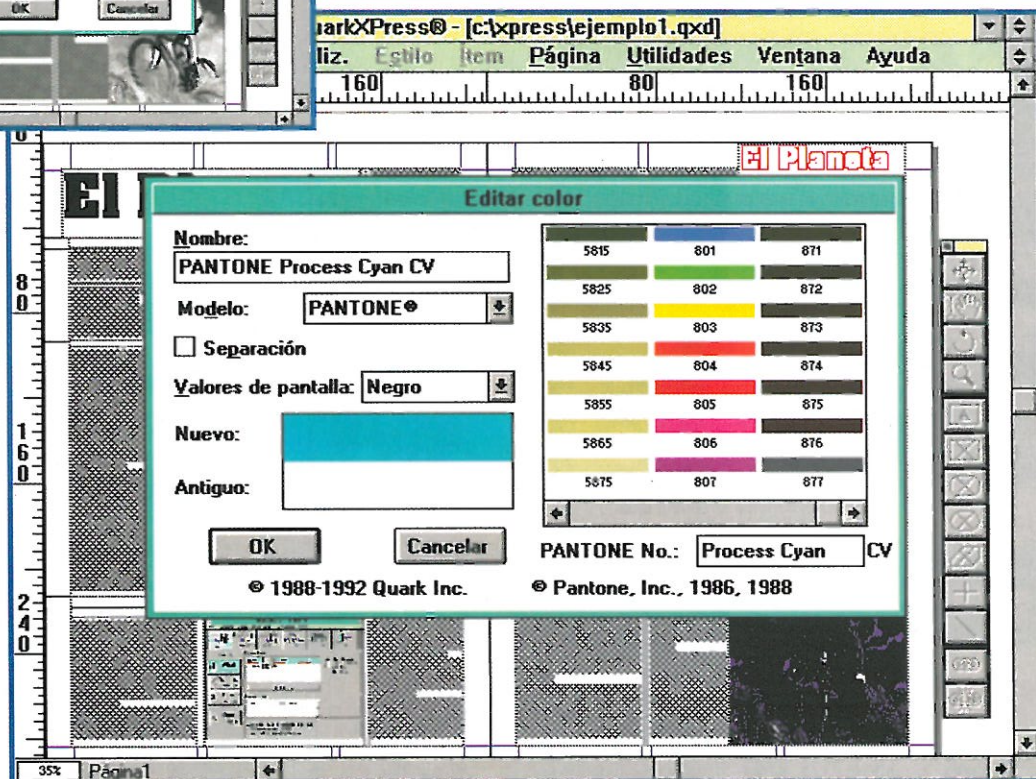 OK Cancelar
uarkXPress® - [c:\xpress\ejemplo1.qxd]
liz. Estilo Item Página Utilidades Ventana Ayuda
160 80 160
El Planeta
El
Editar color
Nombre:
PANTONE Process Cyan CV
Modelo: PANTONE®
Separación
Valores de pantalla: Negro
Nuevo:
Antiguo:
OK Cancelar
5815 801 871
5825 802 872
5835 803 873
5845 804 874
5855 805 875
5865 806 876
5875 807 877
PANTONE No.: Process Cyan CV
© 1988-1992 Quark Inc. © Pantone, Inc., 1986, 1988
0
80
160
240
35% Página1